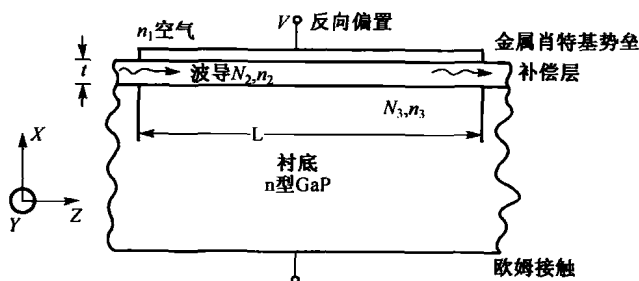 V 反向偏置
n₁空气
金属肖特基势垒
t
波导N₂,n₂
补偿层
N₃,n₃
L
衬底
n型GaP
X
Y
Z
欧姆接触